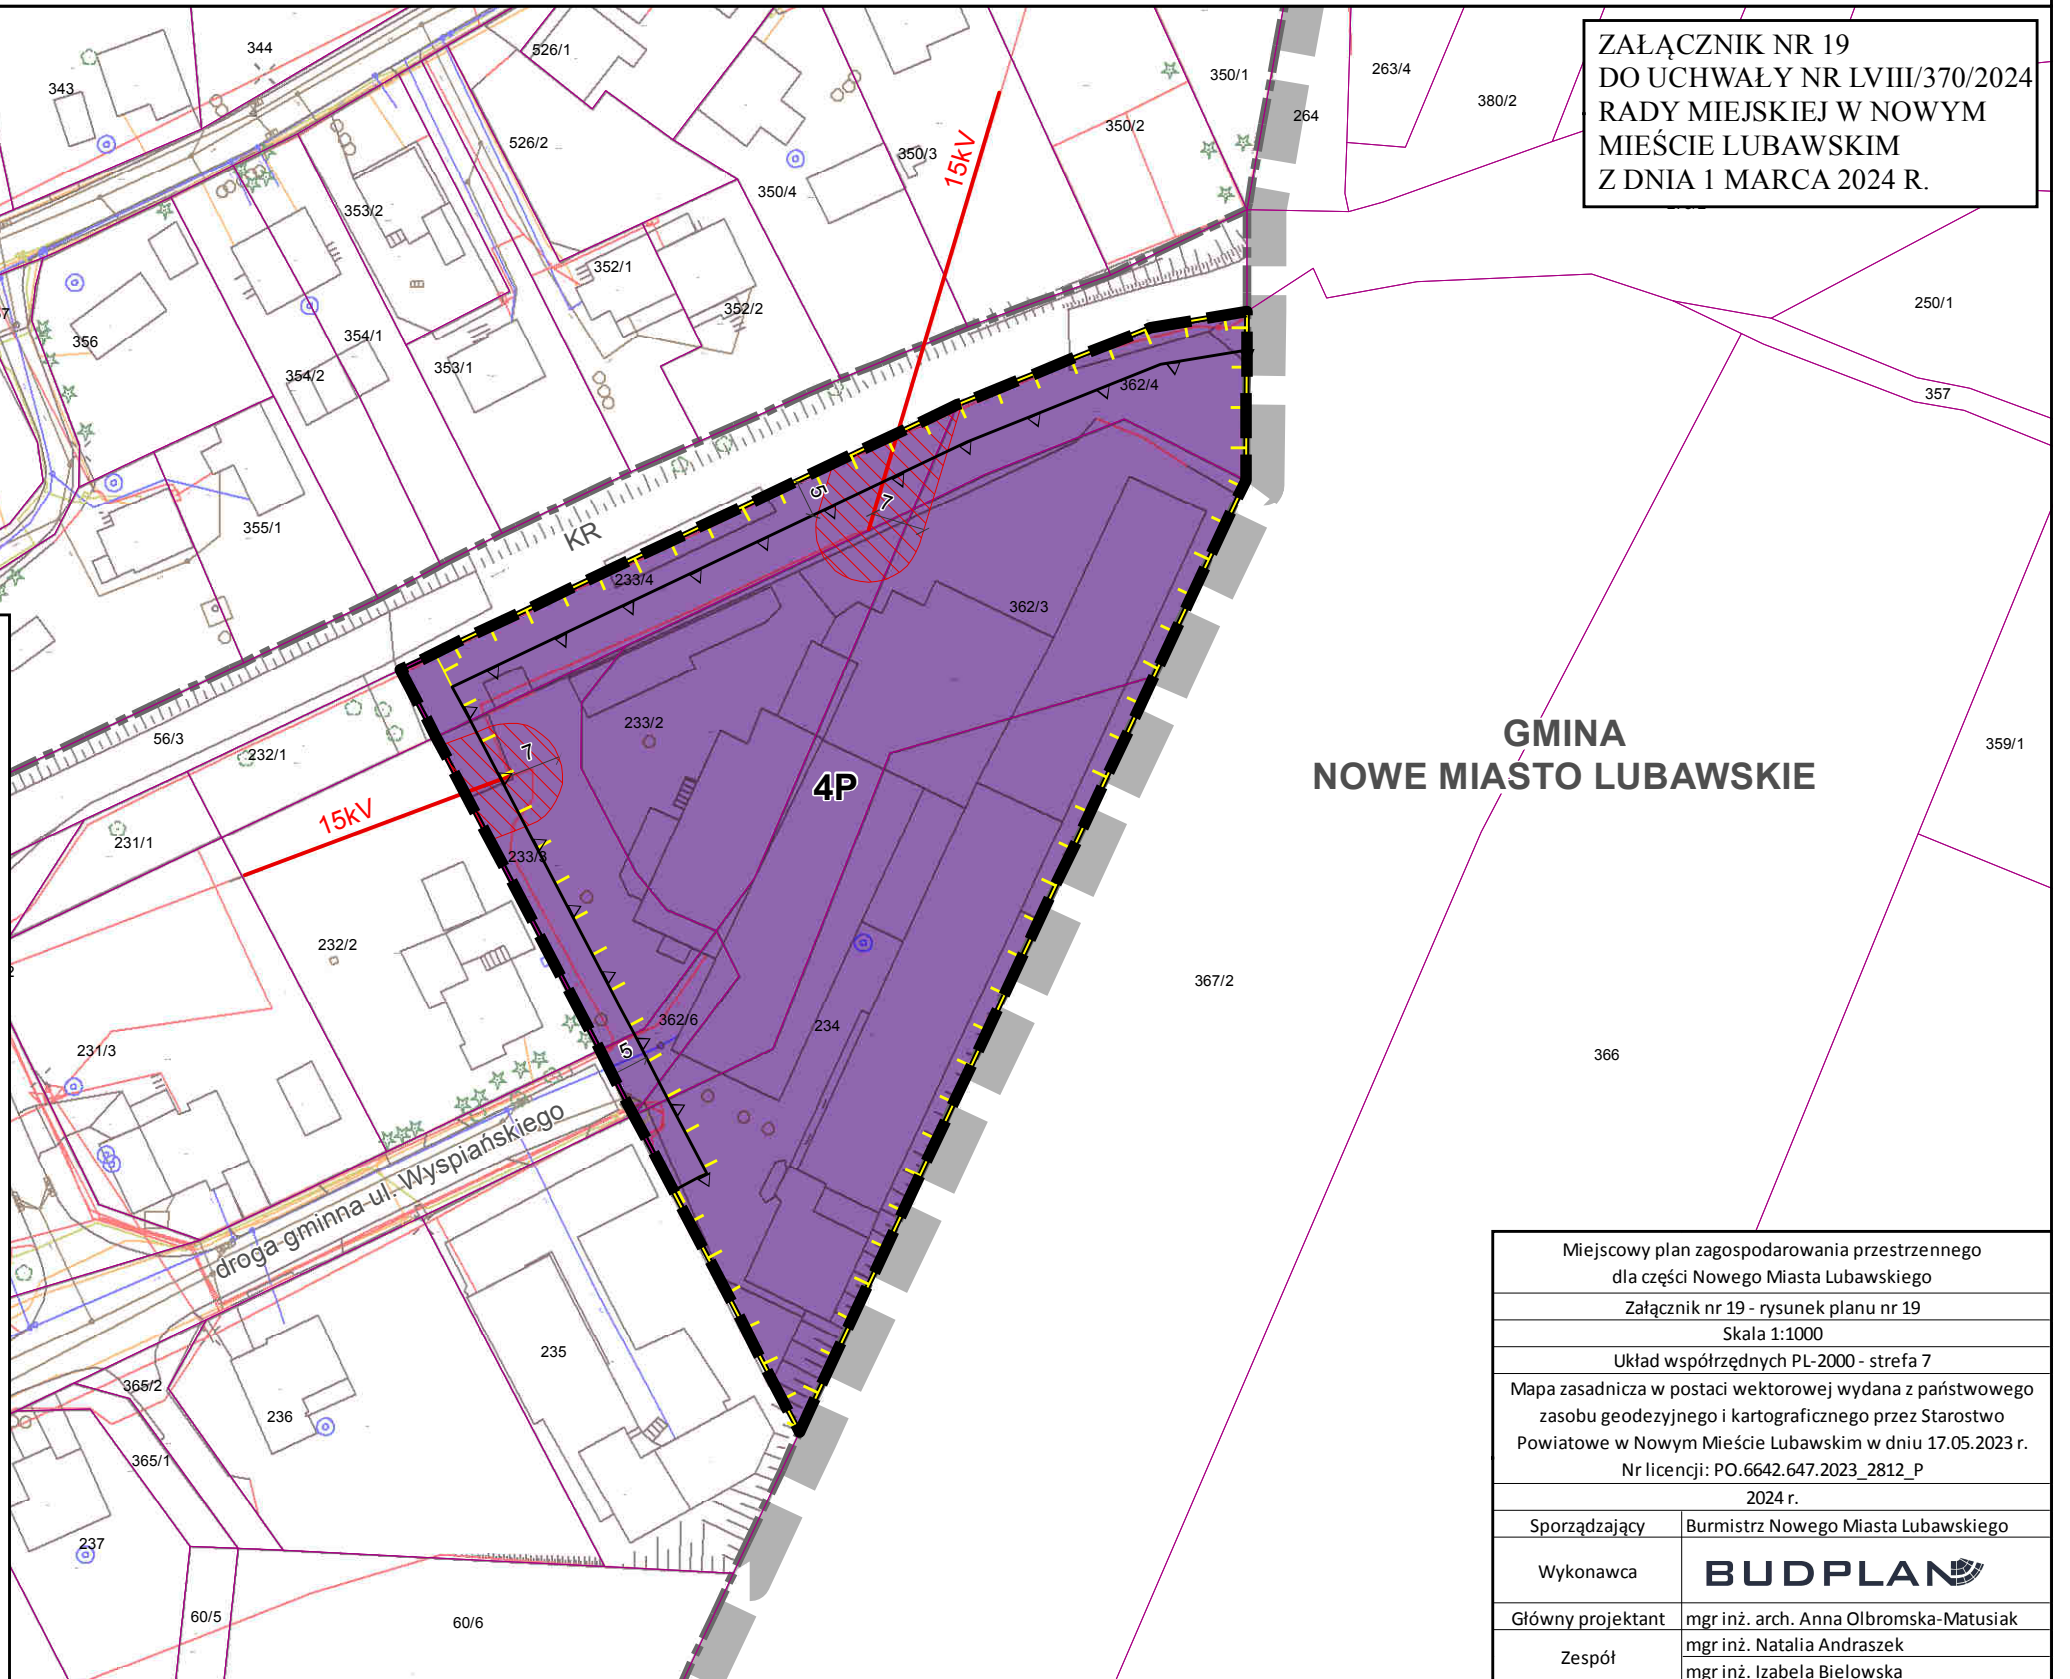 ZAŁĄCZNIK NR 19
DO UCHWAŁY NR LVIII/370/2024
RADY MIEJSKIEJ W NOWYM
MIEŚCIE LUBAWSKIM
Z DNIA 1 MARCA 2024 R.
344
343
526/1
526/2
350/1
350/2
350/3
350/4
15kV
264
263/4
380/2
353/2
352/1
352/2
356
354/1
354/2
353/1
355/1
250/1
357
362/4
5
7
KR
233/4
362/3
56/3
232/1
233/2
7
4P
GMINA
NOWE MIASTO LUBAWSKIE
359/1
15kV
231/1
233/3
232/2
367/2
362/6
234
5
231/3
366
droga gminna ul. Wyspiańskiego
235
365/2
236
365/1
237
60/5
60/6
Miejscowy plan zagospodarowania przestrzennego
dla części Nowego Miasta Lubawskiego
Załącznik nr 19 - rysunek planu nr 19
Skala 1:1000
Układ współrzędnych PL-2000 - strefa 7
Mapa zasadnicza w postaci wektorowej wydana z państwowego
zasobu geodezyjnego i kartograficznego przez Starostwo
Powiatowe w Nowym Mieście Lubawskim w dniu 17.05.2023 r.
Nr licencji: PO.6642.647.2023_2812_P
2024 r.
Sporządzający Burmistrz Nowego Miasta Lubawskiego
Wykonawca BUDPLAN
Główny projektant mgr inż. arch. Anna Olbromska-Matusiak
Zespół mgr inż. Natalia Andraszek
mgr inż. Izabela Bielowska